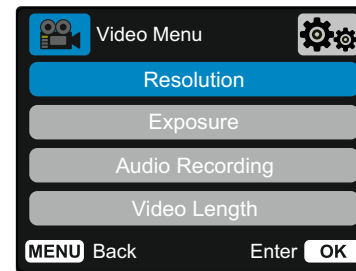 Video Menu
Resolution
Exposure
Audio Recording
Video Length
MENU Back Enter OK